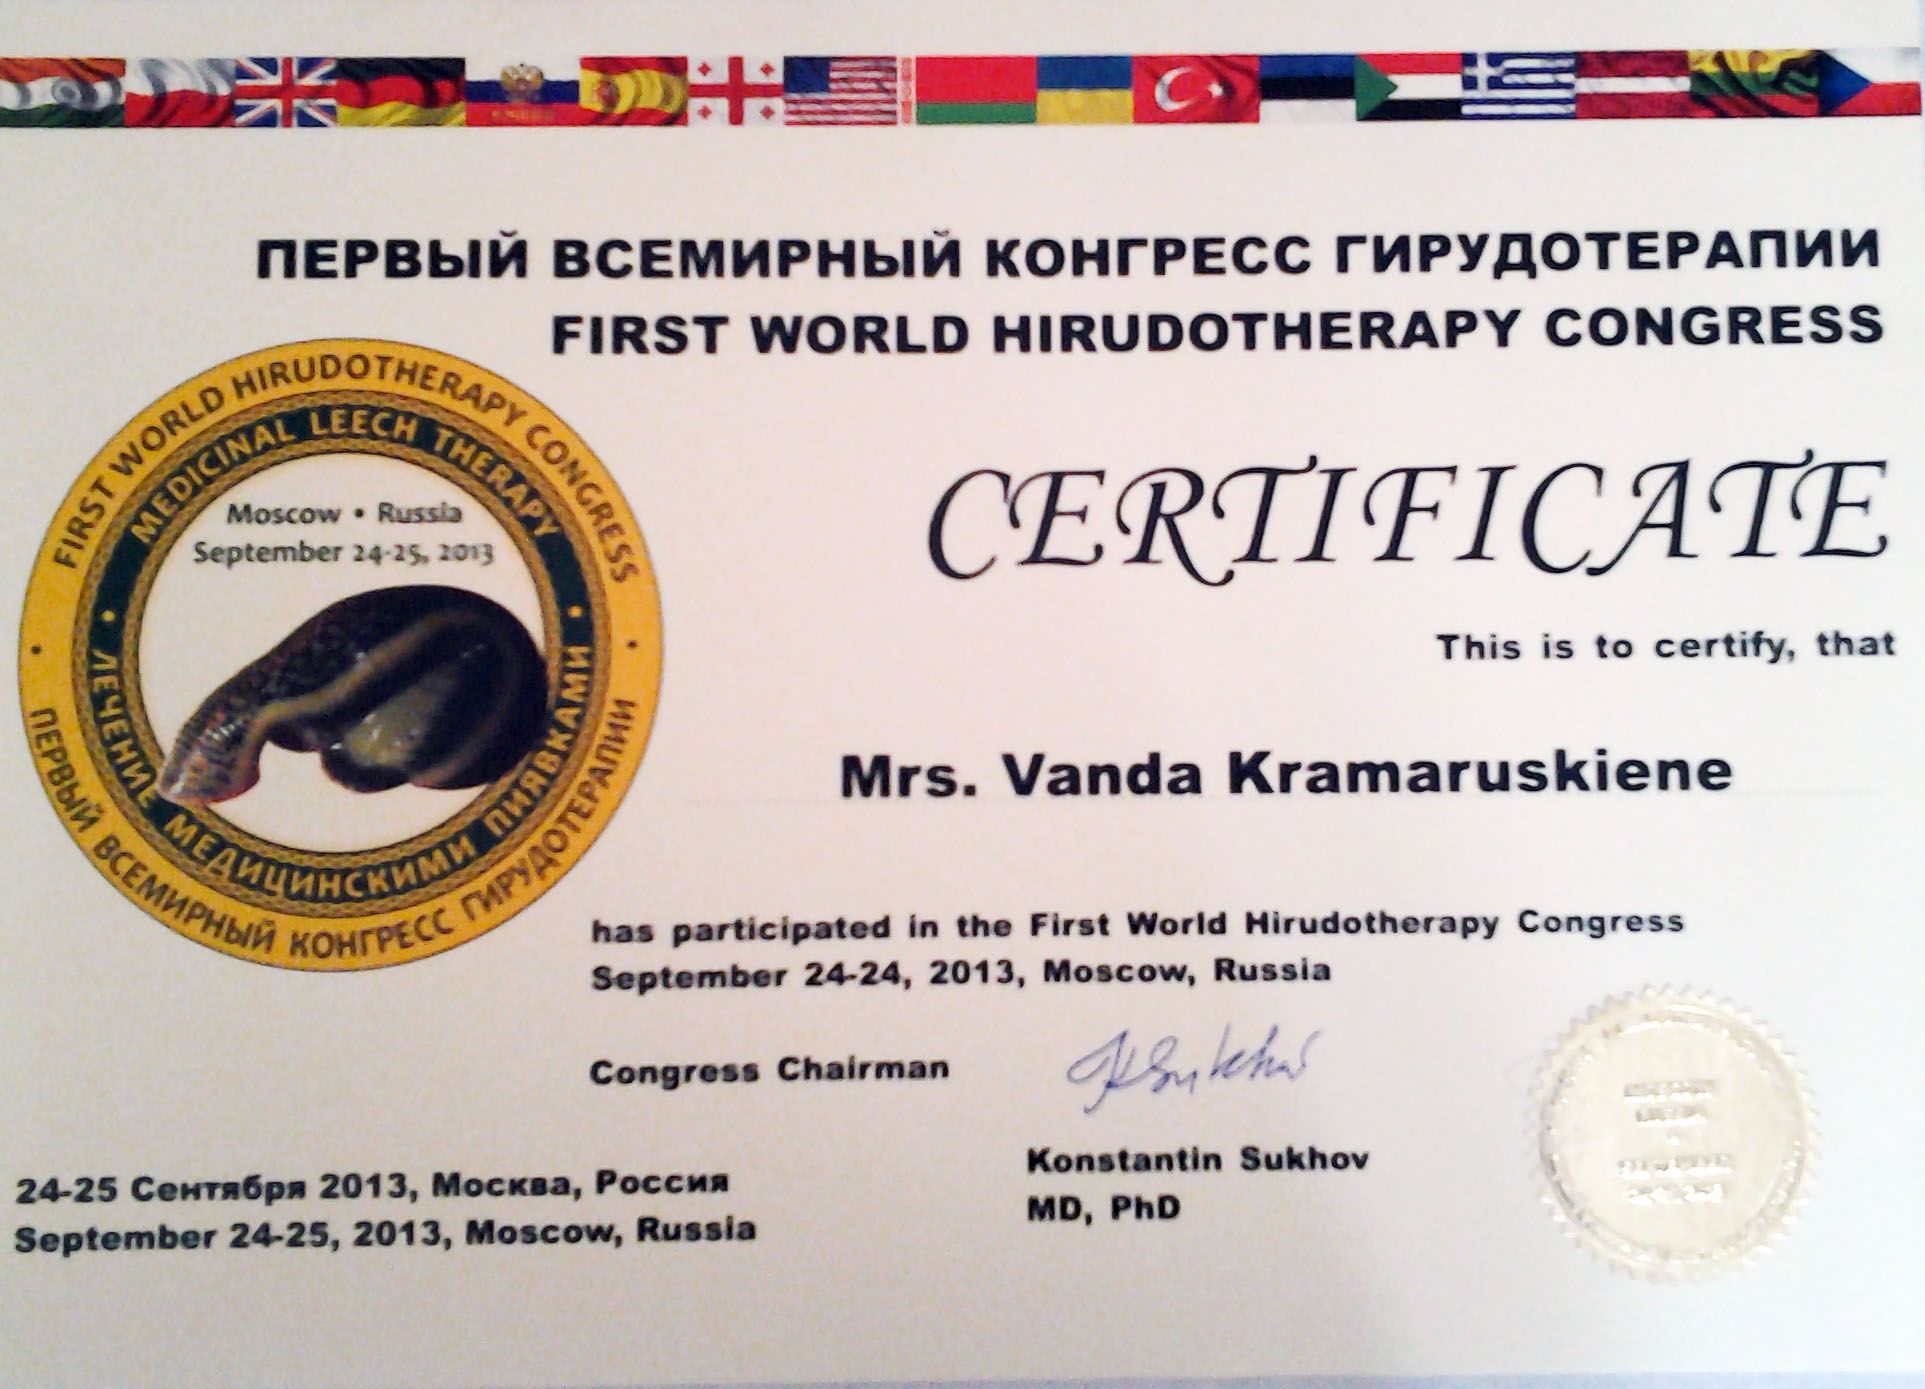 ПЕРВЫЙ ВСЕМИРНЫЙ КОНГРЕСС ГИРУДОТЕРАПИИ
FIRST WORLD HIRUDOTHERAPY CONGRESS
FIRST WORLD HIRUDOTHERAPY CONGRESS
MEDICINAL LEECH THERAPY
Moscow • Russia
September 24-25, 2013
ЛЕЧЕНИЕ МЕДИЦИНСКИМИ ПИЯВКАМИ
ПЕРВЫЙ ВСЕМИРНЫЙ КОНГРЕСС ГИРУДОТЕРАПИИ
CERTIFICATE
This is to certify, that
Mrs. Vanda Kramaruskiene
has participated in the First World Hirudotherapy Congress
September 24-24, 2013, Moscow, Russia
Congress Chairman
Konstantin Sukhov
MD, PhD
24-25 Сентября 2013, Москва, Россия
September 24-25, 2013, Moscow, Russia